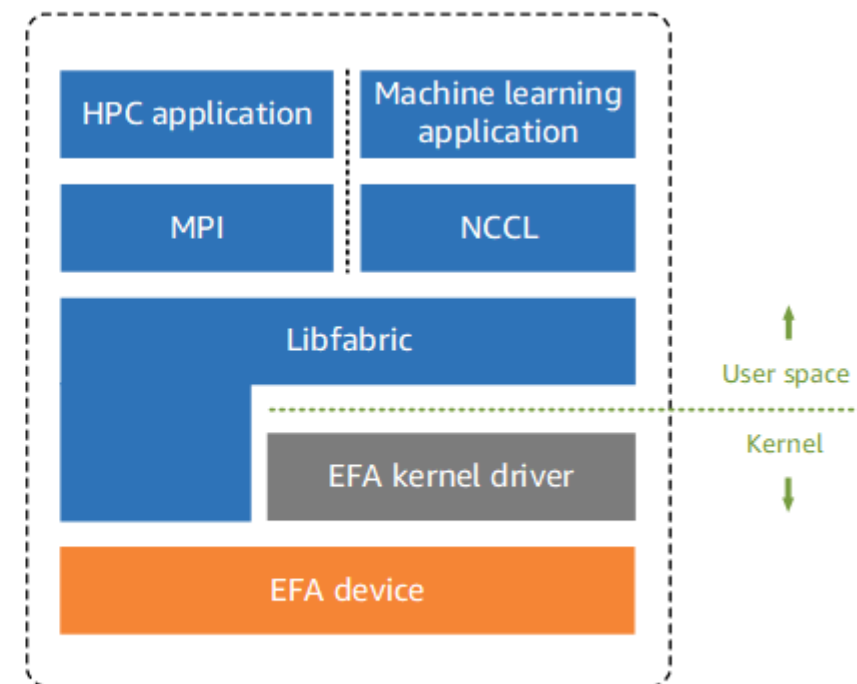 HPC application
Machine learning
application
MPI
NCCL
Libfabric
User space
Kernel
EFA kernel driver
EFA device